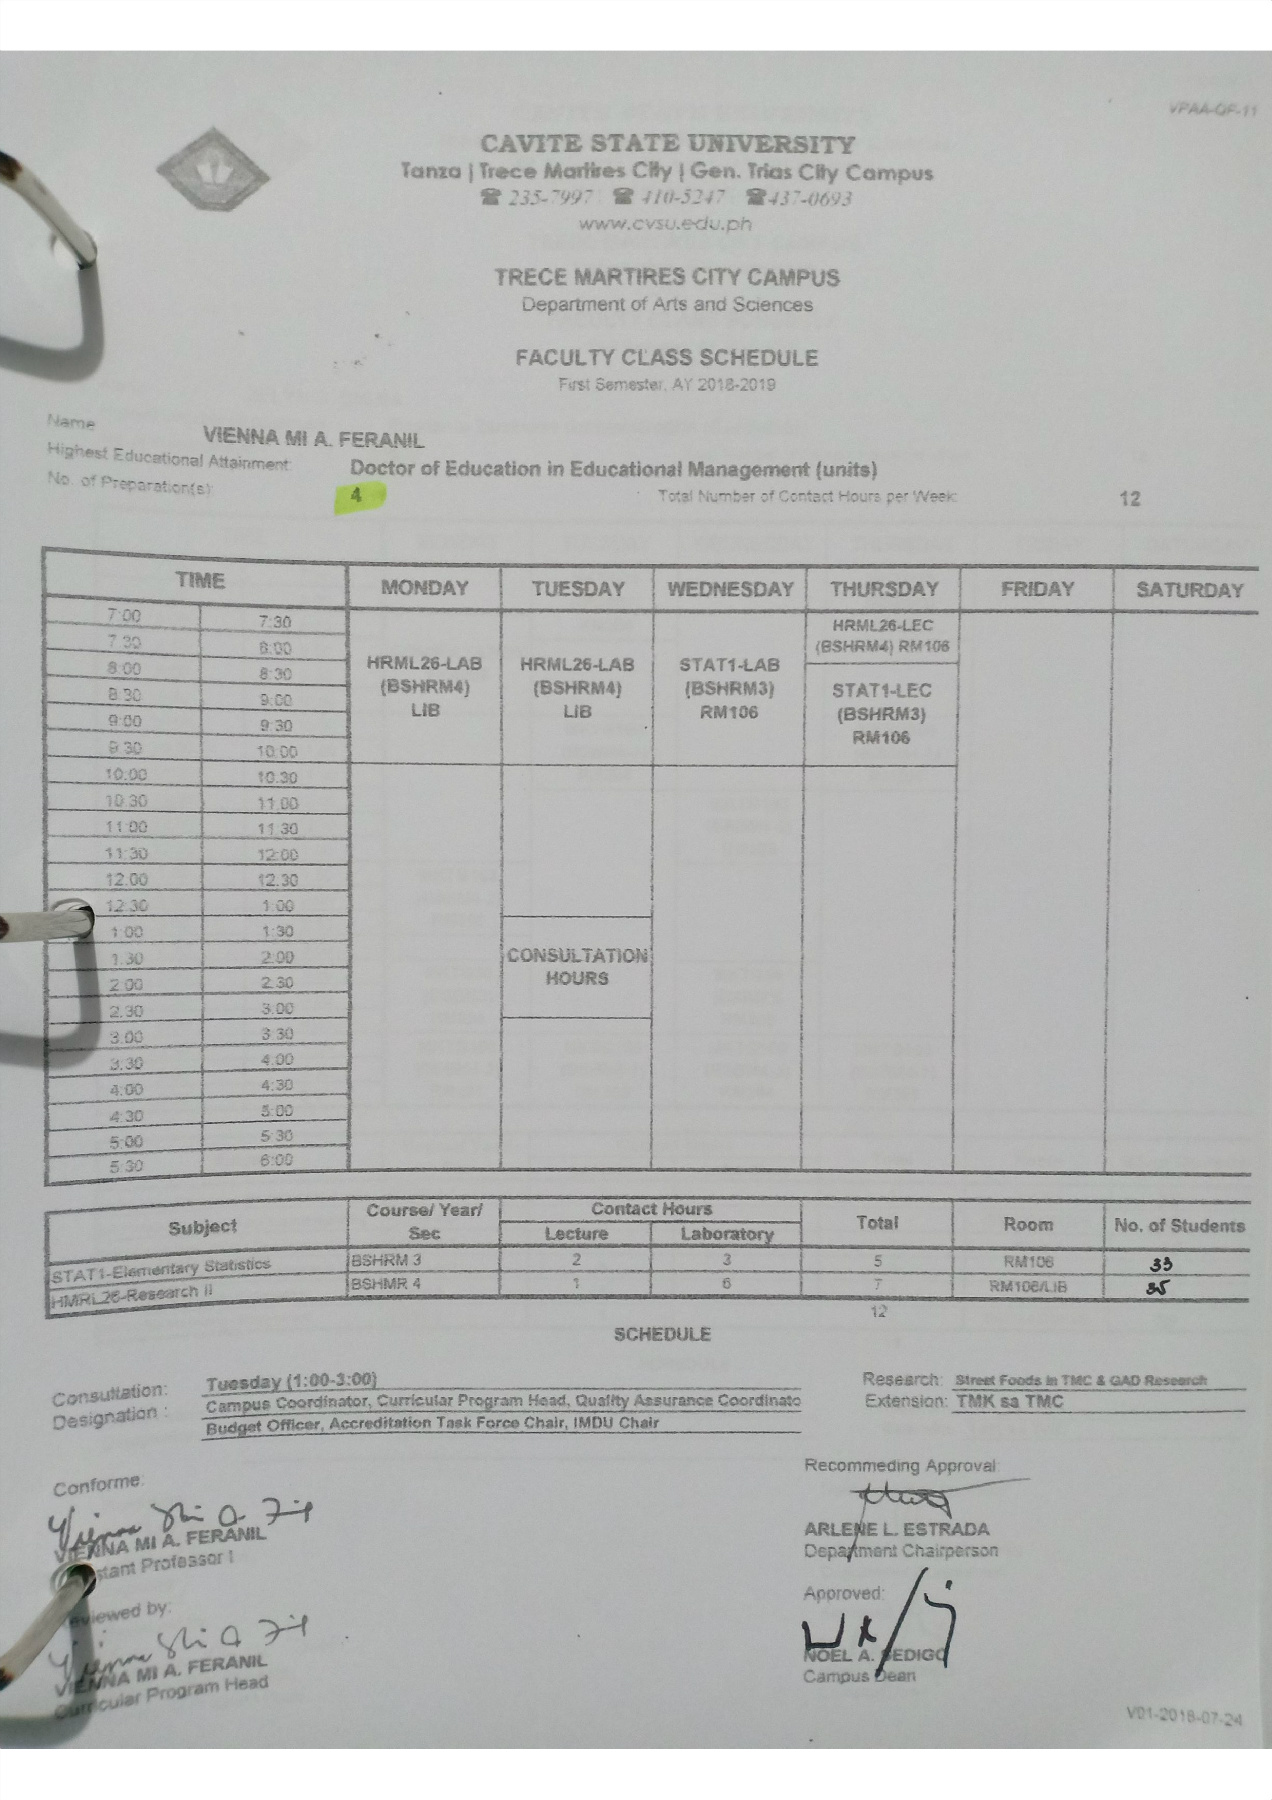 VPAA-QF-11
CAVITE STATE UNIVERSITY
Tanza | Trece Martires City | Gen. Trias City Campus
☎ 235-7997 ☎ 410-5247 ☎437-0693
www.cvsu.edu.ph
TRECE MARTIRES CITY CAMPUS
Department of Arts and Sciences
FACULTY CLASS SCHEDULE
First Semester, AY 2018-2019
Name VIENNA MI A. FERANIL
Highest Educational Attainment: Doctor of Education in Educational Management (units)
No. of Preparation(s): 4 Total Number of Contact Hours per Week: 12
TIME MONDAY TUESDAY WEDNESDAY THURSDAY FRIDAY SATURDAY
7:00 7:30
7:30 8:00
8:00 8:30
8:30 9:00
9:00 9:30
9:30 10:00
10:00 10:30
10:30 11:00
11:00 11:30
11:30 12:00
12:00 12:30
12:30 1:00
1:00 1:30
1:30 2:00
2:00 2:30
2:30 3:00
3:00 3:30
3:30 4:00
4:00 4:30
4:30 5:00
5:00 5:30
5:30 6:00
HRML26-LAB
(BSHRM4)
LIB
HRML26-LAB
(BSHRM4)
LIB
CONSULTATION
HOURS
STAT1-LAB
(BSHRM3)
RM106
HRML26-LEC
(BSHRM4) RM106
STAT1-LEC
(BSHRM3)
RM106
Subject Course/ Year/ Sec Contact Hours Total Room No. of Students
Lecture Laboratory
STAT1-Elementary Statistics BSHRM 3 2 3 5 RM106 33
HMRL26-Research II BSHMR 4 1 6 7 RM106/LIB 35
12
SCHEDULE
Consultation: Tuesday (1:00-3:00)
Designation : Campus Coordinator, Curricular Program Head, Quality Assurance Coordinato
Budget Officer, Accreditation Task Force Chair, IMDU Chair
Research: Street Foods in TMC & GAD Research
Extension: TMK sa TMC
Conforme:
VIENNA MI A. FERANIL
stant Professor I
eviewed by:
VIENNA MI A. FERANIL
Curricular Program Head
Recommeding Approval:
ARLENE L. ESTRADA
Department Chairperson
Approved:
NOEL A. SEDIGO
Campus Dean
V01-2018-07-24